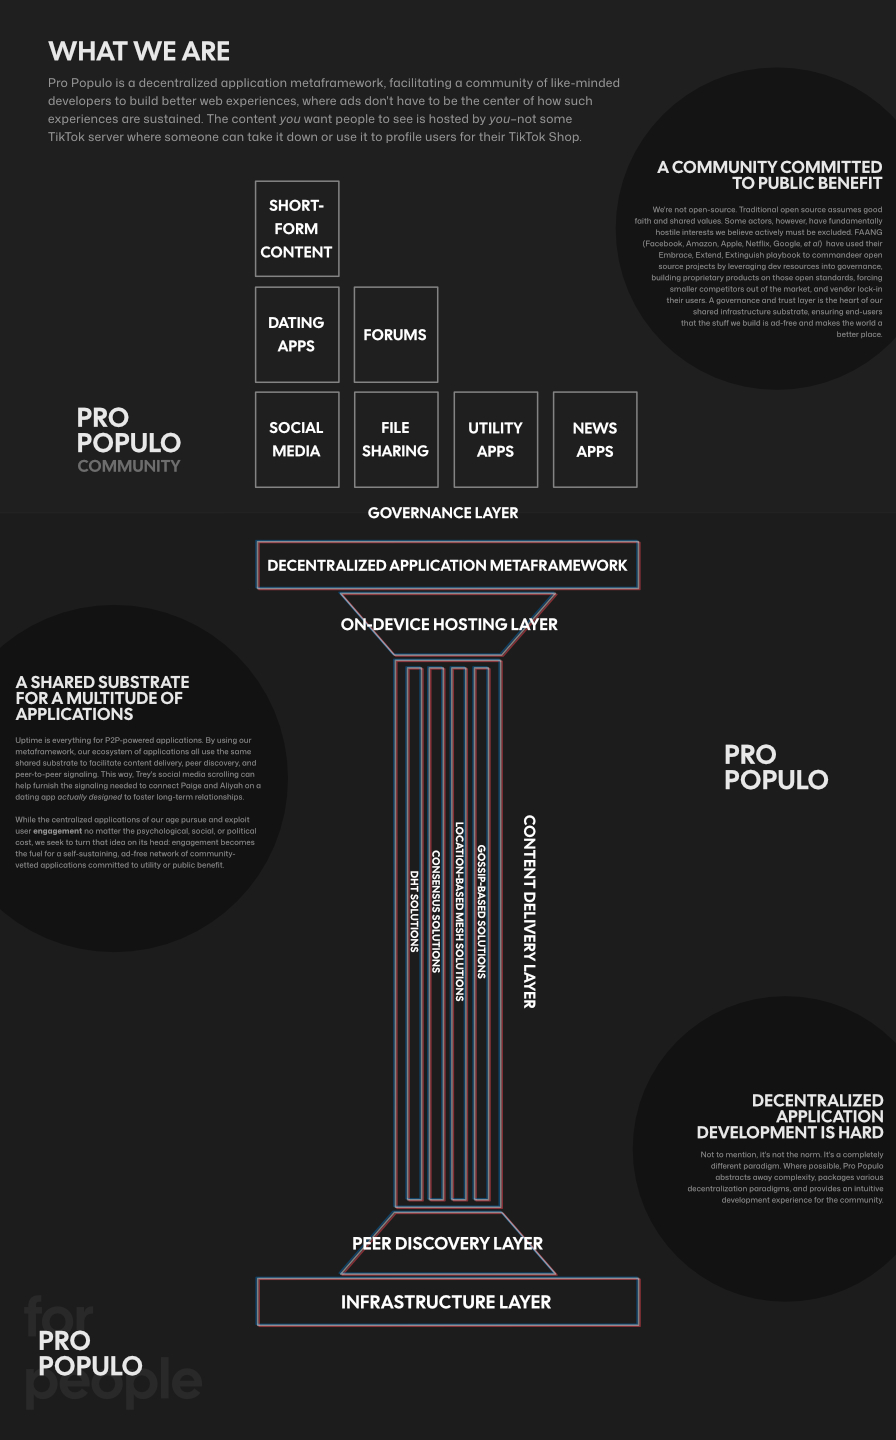 WHAT WE ARE
Pro Populo is a decentralized application metaframework, facilitating a community of like-minded
developers to build better web experiences, where ads don't have to be the center of how such
experiences are sustained. The content you want people to see is hosted by you–not some
TikTok server where someone can take it down or use it to profile users for their TikTok Shop.
A COMMUNITY COMMITTED
TO PUBLIC BENEFIT
We're not open-source. Traditional open source assumes good
faith and shared values. Some actors, however, have fundamentally
hostile interests we believe actively must be excluded. FAANG
(Facebook, Amazon, Apple, Netflix, Google, et al) have used their
Embrace, Extend, Extinguish playbook to commandeer open
source projects by leveraging dev resources into governance,
building proprietary products on those open standards, forcing
smaller competitors out of the market, and vendor lock-in
their users. A governance and trust layer is the heart of our
shared infrastructure substrate, ensuring end-users
that the stuff we build is ad-free and makes the world a
better place.
SHORT-
FORM
CONTENT
DATING
APPS
FORUMS
PRO
POPULO
COMMUNITY
SOCIAL
MEDIA
FILE
SHARING
UTILITY
APPS
NEWS
APPS
GOVERNANCE LAYER
DECENTRALIZED APPLICATION METAFRAMEWORK
ON-DEVICE HOSTING LAYER
A SHARED SUBSTRATE
FOR A MULTITUDE OF
APPLICATIONS
Uptime is everything for P2P-powered applications. By using our
metaframework, our ecosystem of applications all use the same
shared substrate to facilitate content delivery, peer discovery, and
peer-to-peer signaling. This way, Trey's social media scrolling can
help furnish the signaling needed to connect Paige and Aliyah on a
dating app actually designed to foster long-term relationships.
While the centralized applications of our age pursue and exploit
user engagement no matter the psychological, social, or political
cost, we seek to turn that idea on its head: engagement becomes
the fuel for a self-sustaining, ad-free network of community-
vetted applications committed to utility or public benefit.
PRO
POPULO
DHT SOLUTIONS
CONSENSUS SOLUTIONS
LOCATION-BASED MESH SOLUTIONS
GOSSIP-BASED SOLUTIONS
CONTENT DELIVERY LAYER
DECENTRALIZED
APPLICATION
DEVELOPMENT IS HARD
Not to mention, it's not the norm. It's a completely
different paradigm. Where possible, Pro Populo
abstracts away complexity, packages various
decentralization paradigms, and provides an intuitive
development experience for the community.
PEER DISCOVERY LAYER
INFRASTRUCTURE LAYER
for
PRO
POPULO
people